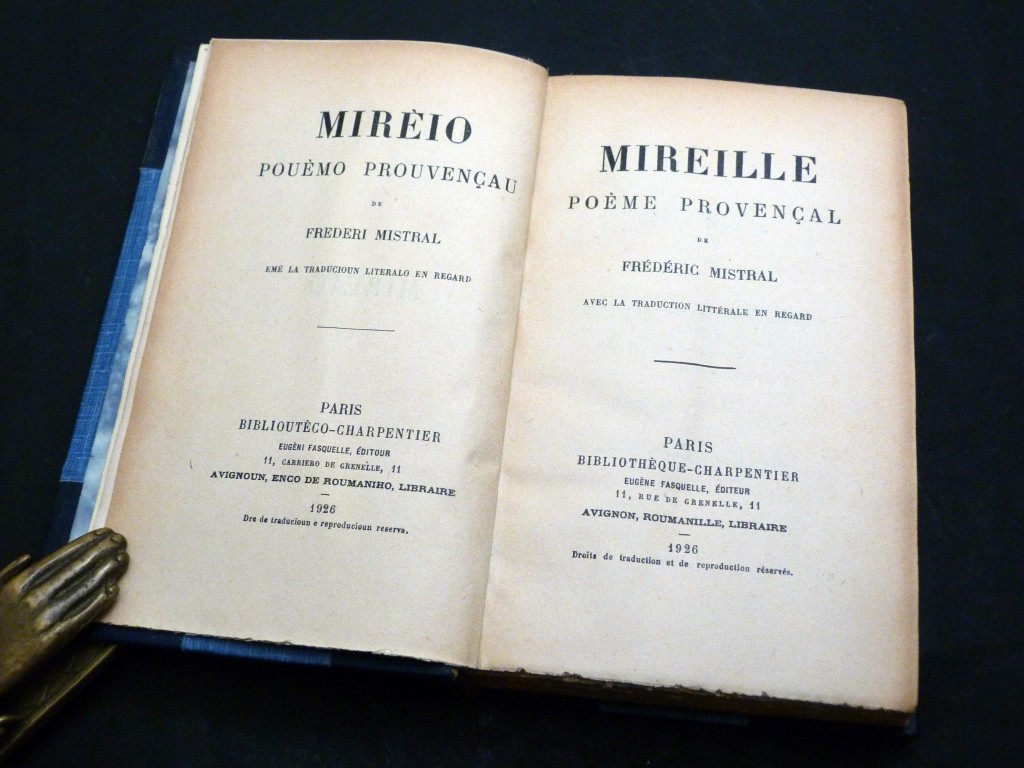 MIRÈIO
POUÈMO PROUVENÇAU
DE
FREDERI MISTRAL
EMÉ LA TRADUCIOUN LITERALO EN REGARD
PARIS
BIBLIOUTÈCO-CHARPENTIER
EUGÈNI FASQUELLE, ÉDITOUR
11, CARRIERO DE GRENELLE, 11
AVIGNOUN, ENCO DE ROUMANIHO, LIBRAIRE
1926
Dre de traducioun e reproducioun reserva.
MIREILLE
POÈME PROVENÇAL
DE
FRÉDÉRIC MISTRAL
AVEC LA TRADUCTION LITTÉRALE EN REGARD
PARIS
BIBLIOTHÈQUE-CHARPENTIER
EUGÈNE FASQUELLE, ÉDITEUR
11, RUE DE GRENELLE, 11
AVIGNON, ROUMANILLE, LIBRAIRE
1926
Droits de traduction et de reproduction réservés.